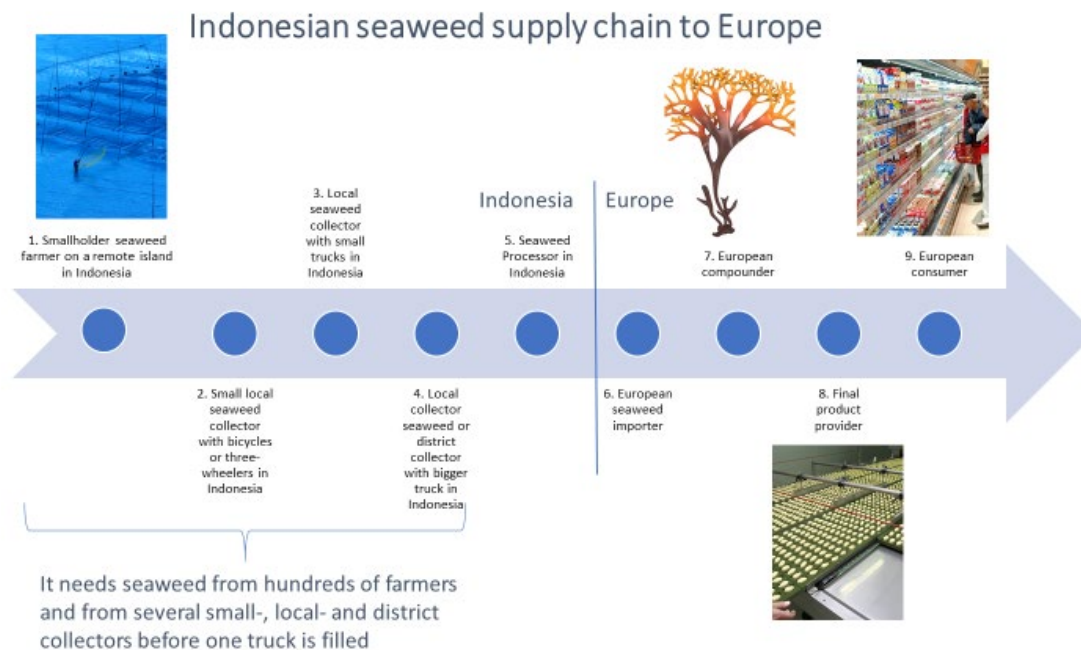 Indonesian seaweed supply chain to Europe
1. Smallholder seaweed
farmer on a remote island
in Indonesia
3. Local
seaweed
collector
with small
trucks in
Indonesia
Indonesia
Europe
5. Seaweed
Processor in
Indonesia
7. European
compounder
9. European
consumer
2. Small local
seaweed
collector
with bicycles
or three-
wheelers in
Indonesia
4. Local
collector
seaweed or
district
collector
with bigger
truck in
Indonesia
6. European
seaweed
importer
8. Final
product
provider
It needs seaweed from hundreds of farmers
and from several small-, local- and district
collectors before one truck is filled